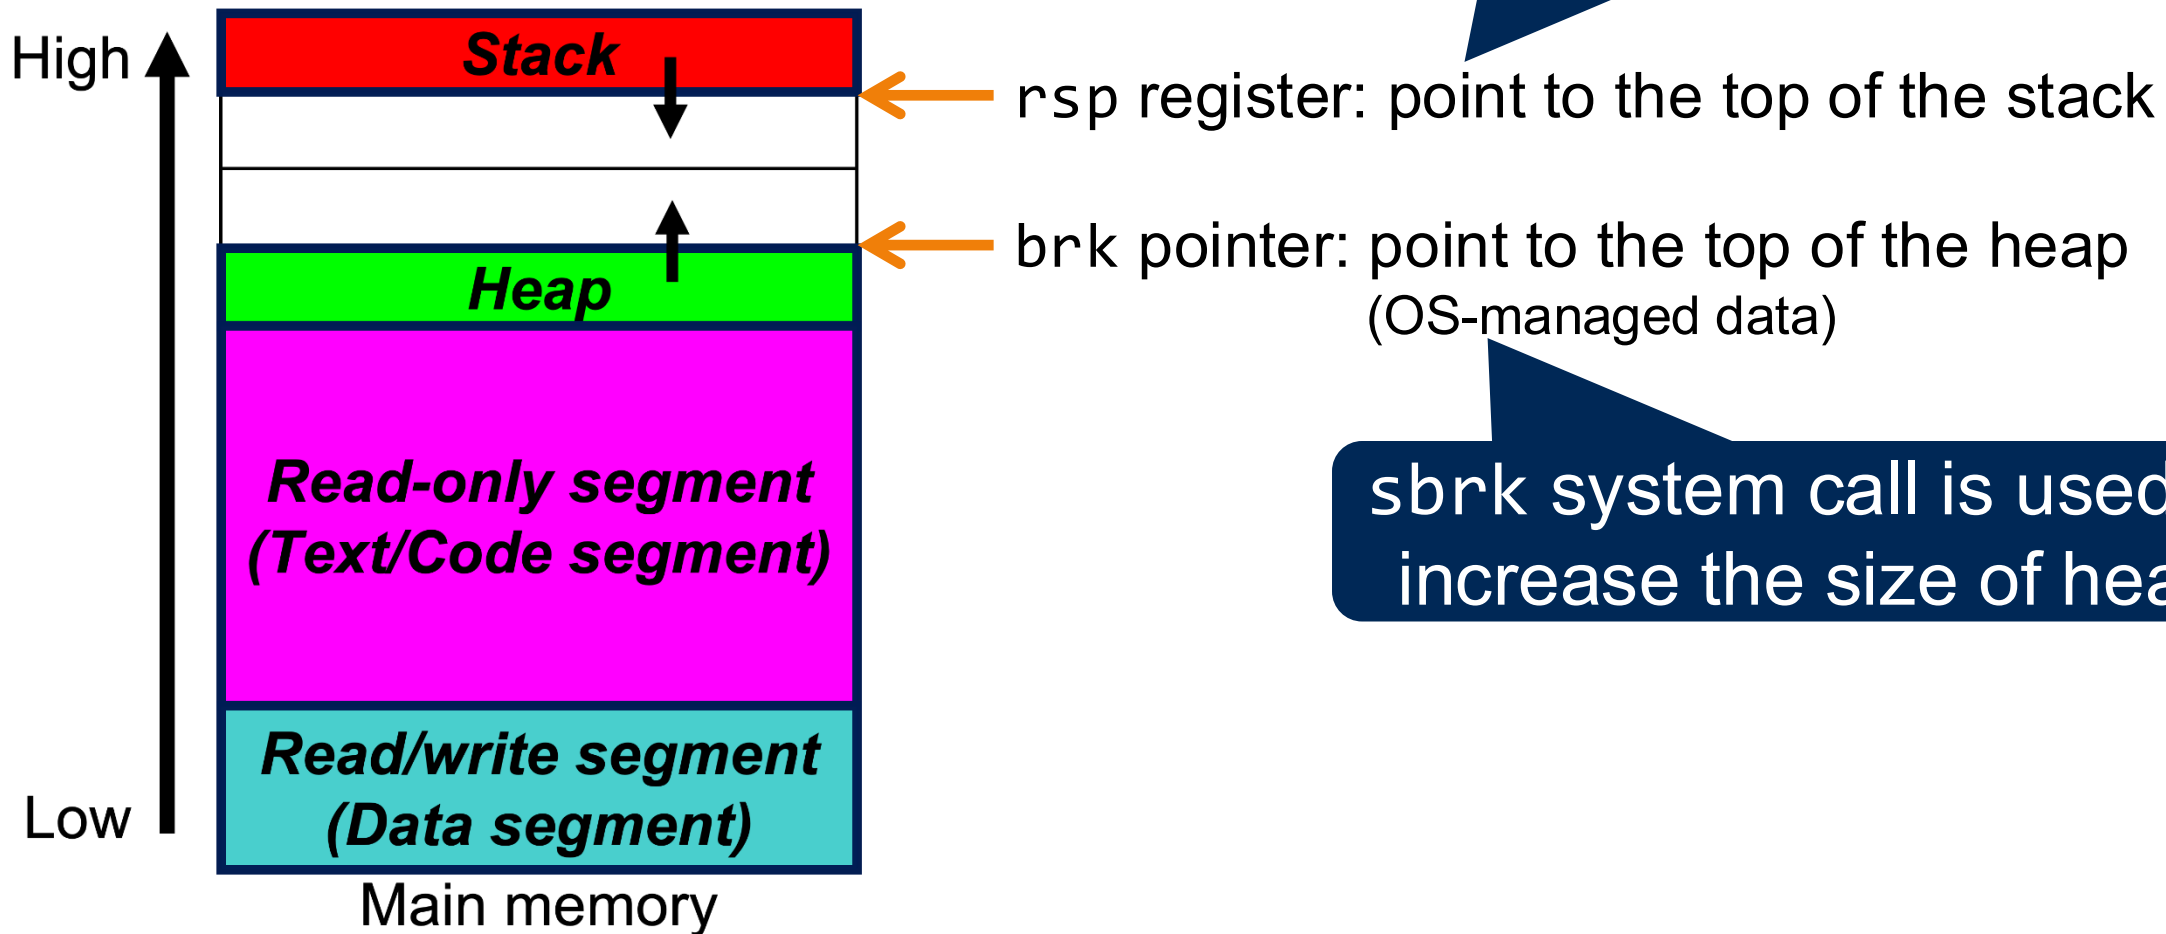 High
Stack
rsp register: point to the top of the stack
brk pointer: point to the top of the heap
(OS-managed data)
Heap
sbrk system call is used
increase the size of hea
Read-only segment
(Text/Code segment)
Read/write segment
(Data segment)
Low
Main memory